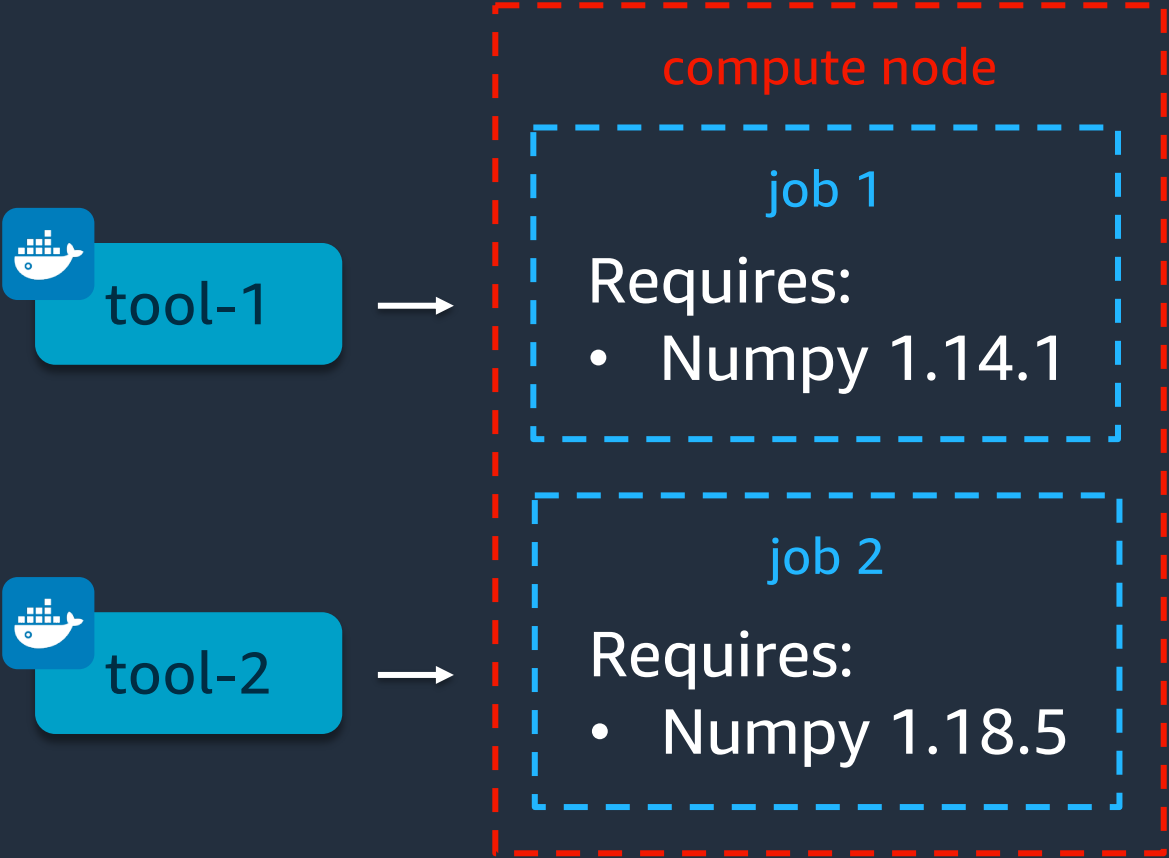 compute node
job 1
Requires:
• Numpy 1.14.1
tool-1
job 2
Requires:
• Numpy 1.18.5
tool-2